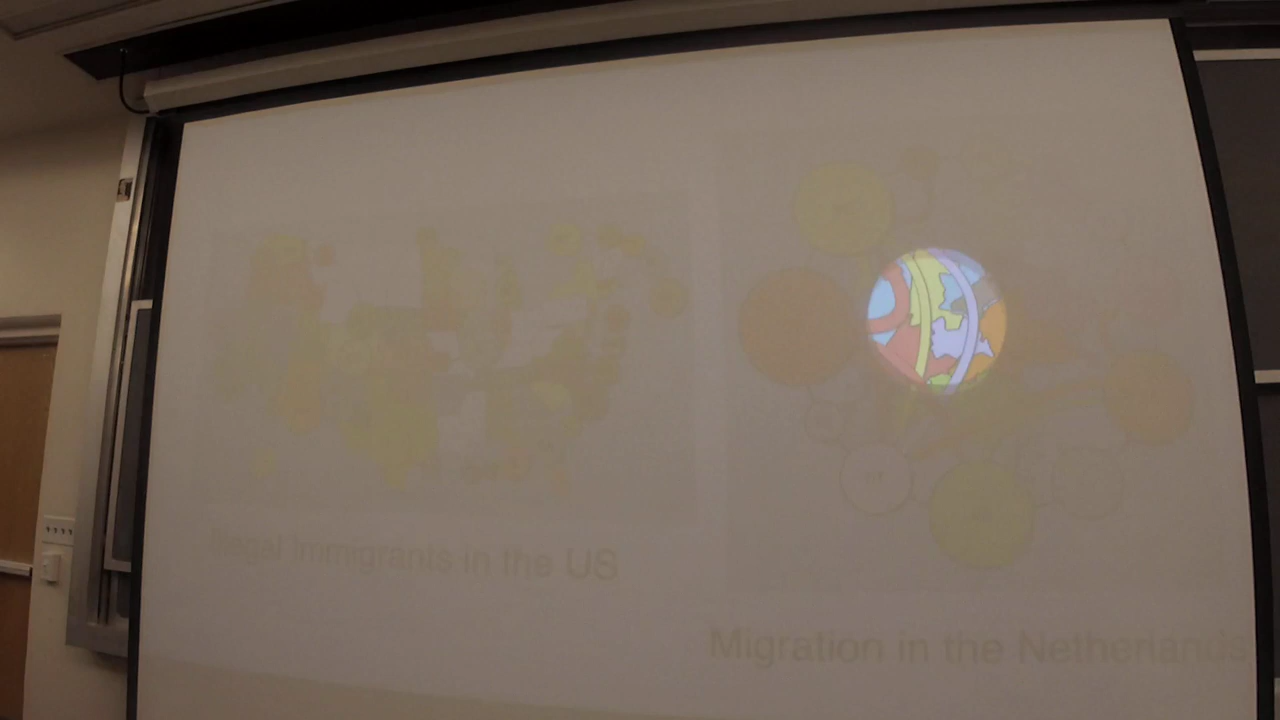 Illegal Immigrants in the US
Migration in the Netherlands